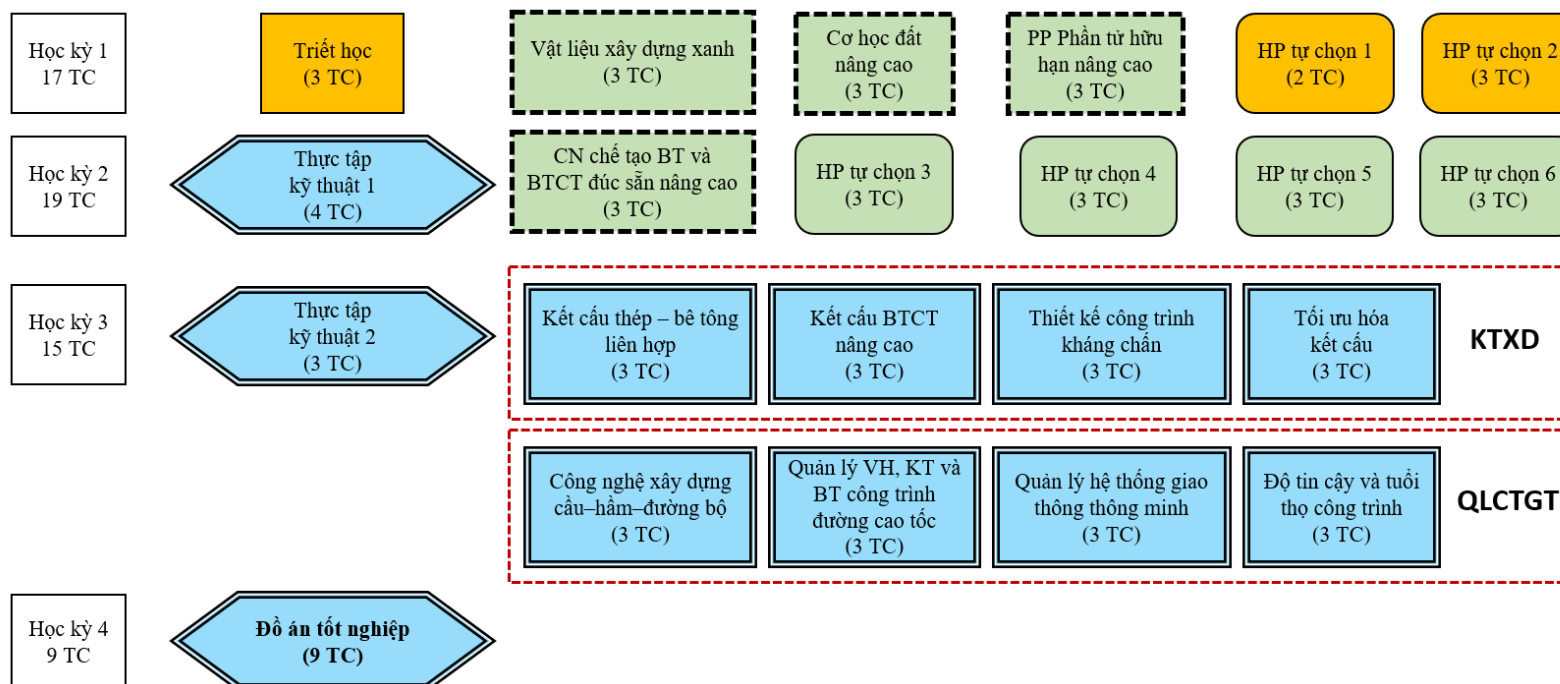 Học kỳ 1
17 TC
Triết học
(3 TC)
Vật liệu xây dựng xanh
(3 TC)
Cơ học đất
nâng cao
(3 TC)
PP Phần tử hữu
hạn nâng cao
(3 TC)
HP tự chọn 1
(2 TC)
HP tự chọn 2
(3 TC)
Học kỳ 2
19 TC
Thực tập
kỹ thuật 1
(4 TC)
CN chế tạo BT và
BTCT đúc sẵn nâng cao
(3 TC)
HP tự chọn 3
(3 TC)
HP tự chọn 4
(3 TC)
HP tự chọn 5
(3 TC)
HP tự chọn 6
(3 TC)
Học kỳ 3
15 TC
Thực tập
kỹ thuật 2
(3 TC)
Kết cấu thép – bê tông
liên hợp
(3 TC)
Kết cấu BTCT
nâng cao
(3 TC)
Thiết kế công trình
kháng chấn
(3 TC)
Tối ưu hóa
kết cấu
(3 TC)
KTXD
Công nghệ xây dựng
cầu–hầm–đường bộ
(3 TC)
Quản lý VH, KT và
BT công trình
đường cao tốc
(3 TC)
Quản lý hệ thống giao
thông thông minh
(3 TC)
Độ tin cậy và tuổi
thọ công trình
(3 TC)
QLCTGT
Học kỳ 4
9 TC
Đồ án tốt nghiệp
(9 TC)